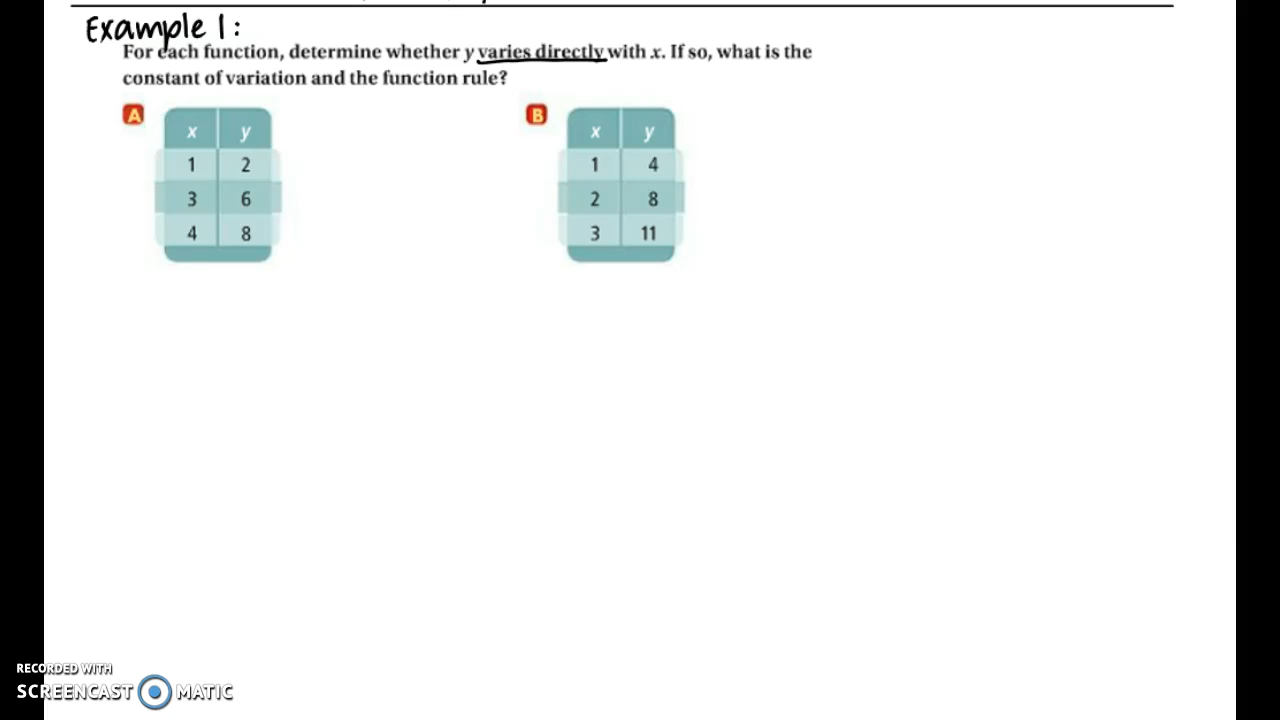 Example 1:
For each function, determine whether y varies directly with x. If so, what is the
constant of variation and the function rule?
A
x y
1 2
3 6
4 8
B
x y
1 4
2 8
3 11
RECORDED WITH
SCREENCAST MATIC